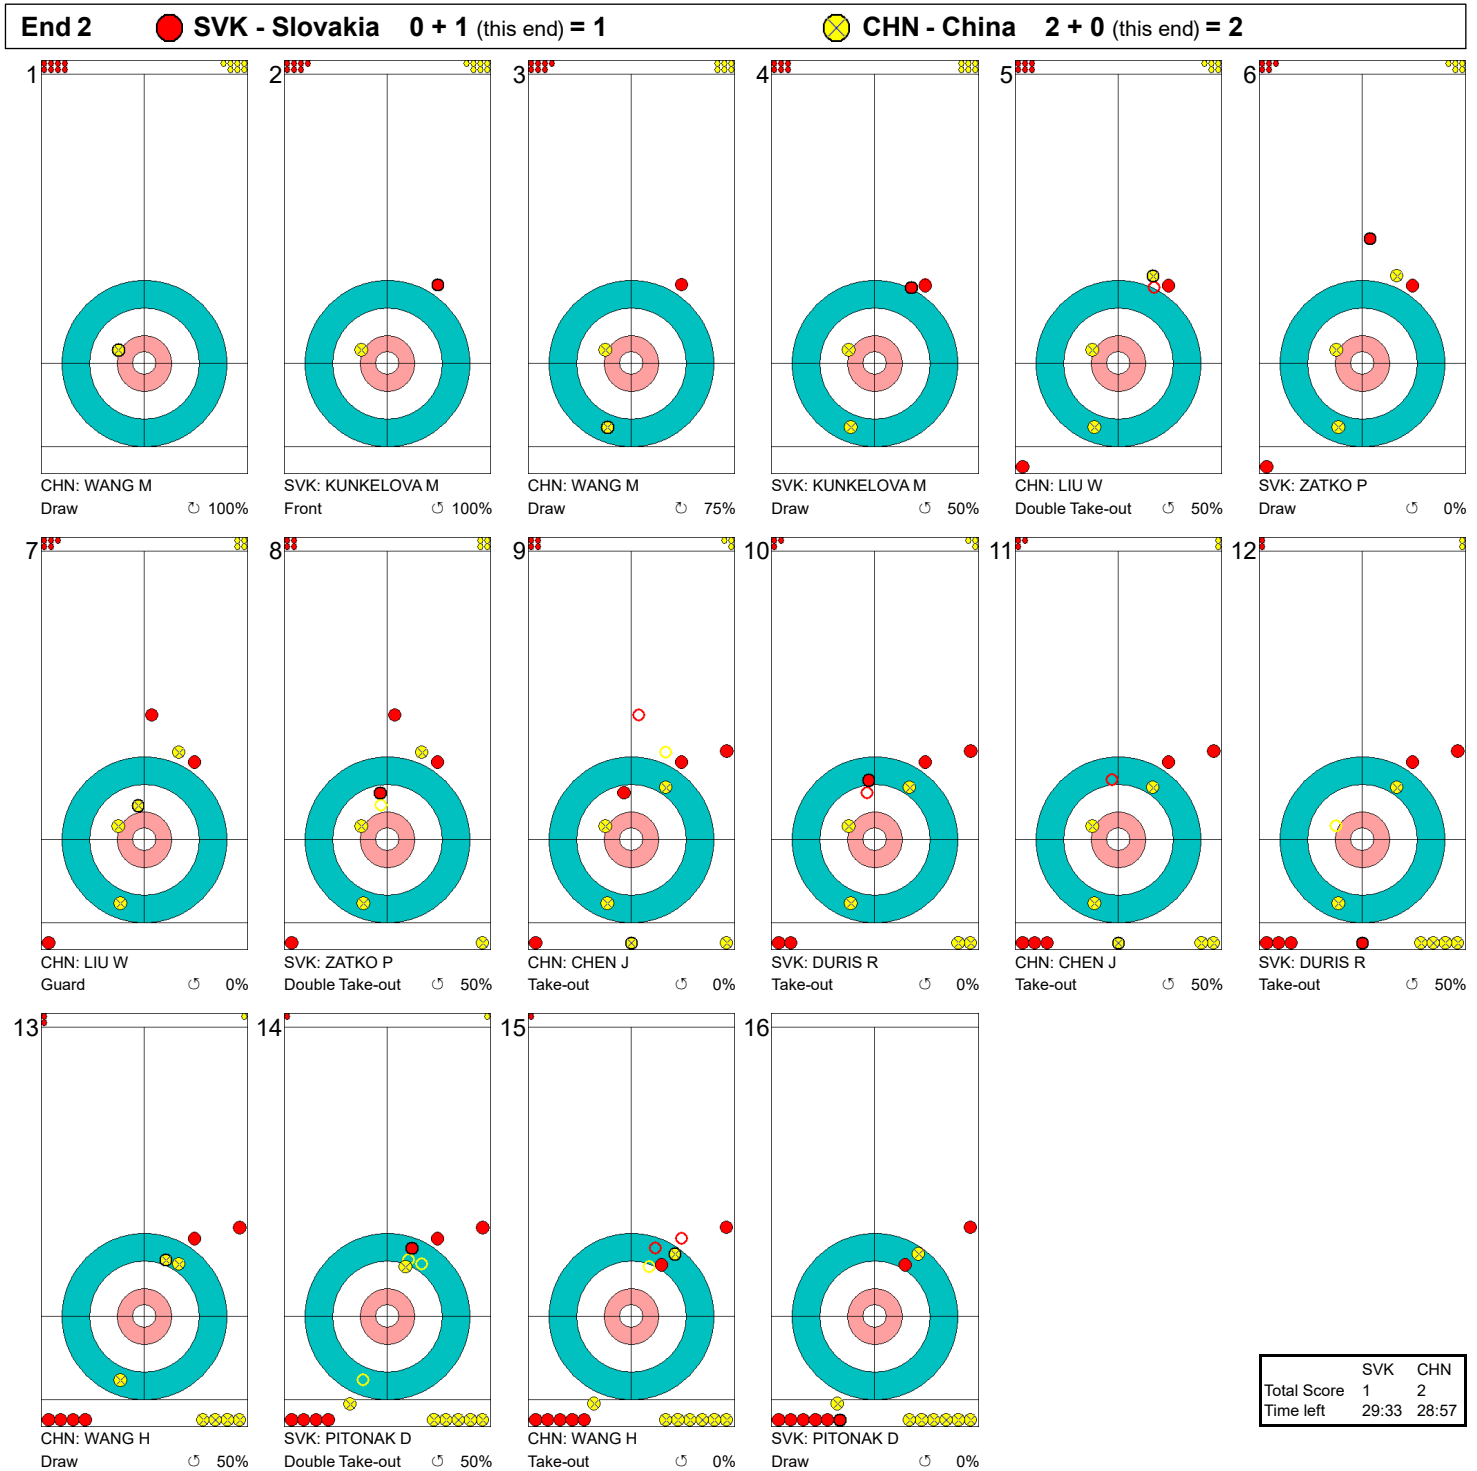 End 2 SVK - Slovakia 0 + 1 (this end) = 1 CHN - China 2 + 0 (this end) = 2
1 2 3 4 5 6
CHN: WANG M SVK: KUNKELOVA M CHN: WANG M SVK: KUNKELOVA M CHN: LIU W SVK: ZATKO P
Draw ↻ 100% Front ↺ 100% Draw ↻ 75% Draw ↺ 50% Double Take-out ↺ 50% Draw ↺ 0%
7 8 9 10 11 12
CHN: LIU W SVK: ZATKO P CHN: CHEN J SVK: DURIS R CHN: CHEN J SVK: DURIS R
Guard ↺ 0% Double Take-out ↺ 50% Take-out ↺ 0% Take-out ↺ 0% Take-out ↺ 50% Take-out ↺ 50%
13 14 15 16
CHN: WANG H SVK: PITONAK D CHN: WANG H SVK: PITONAK D
Draw ↺ 50% Double Take-out ↺ 50% Take-out ↺ 0% Draw ↺ 0%
SVK CHN
Total Score 1 2
Time left 29:33 28:57